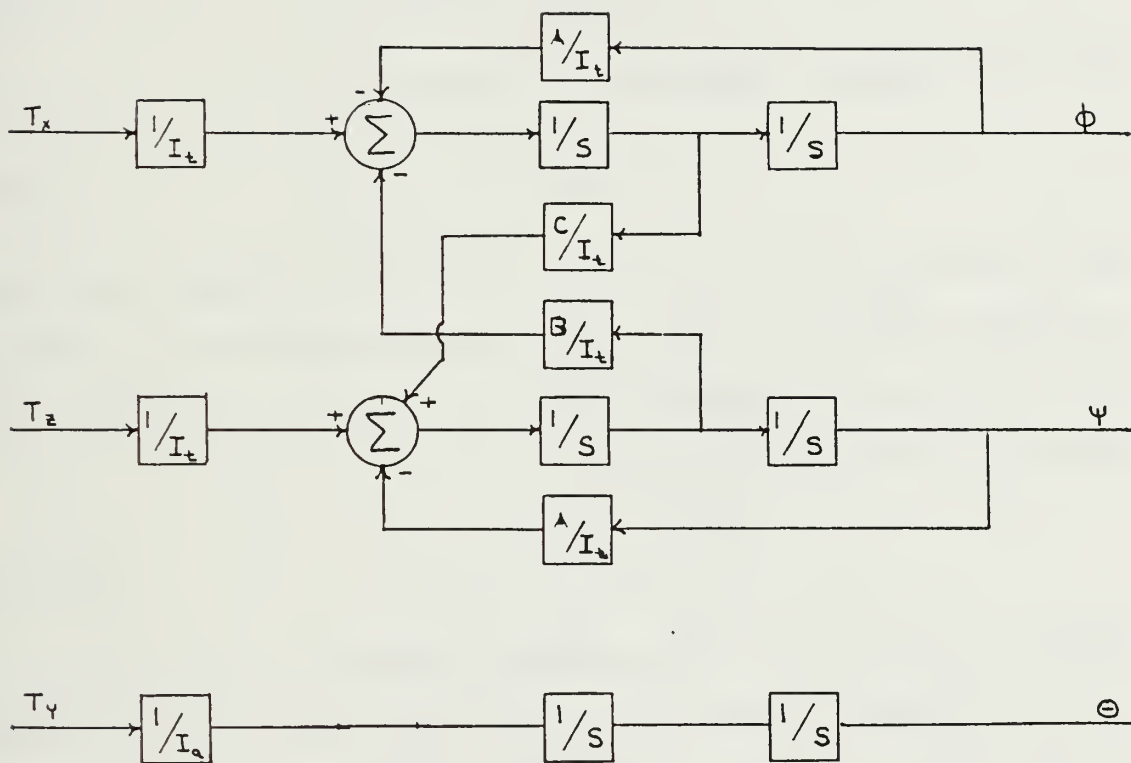 A/It
Tx
1/It
-
+
Σ
-
1/S
1/S
ϕ
C/It
B/It
Tz
1/It
+
+
Σ
-
1/S
1/S
Ψ
A/It
Ty
1/Ia
1/S
1/S
Θ